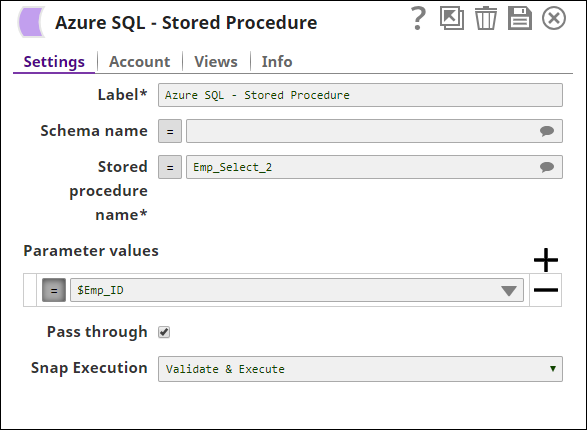 Azure SQL - Stored Procedure
Settings Account Views Info
Label* Azure SQL - Stored Procedure
Schema name =
Stored procedure name* = Emp_Select_2
Parameter values
= $Emp_ID
Pass through
Snap Execution Validate & Execute